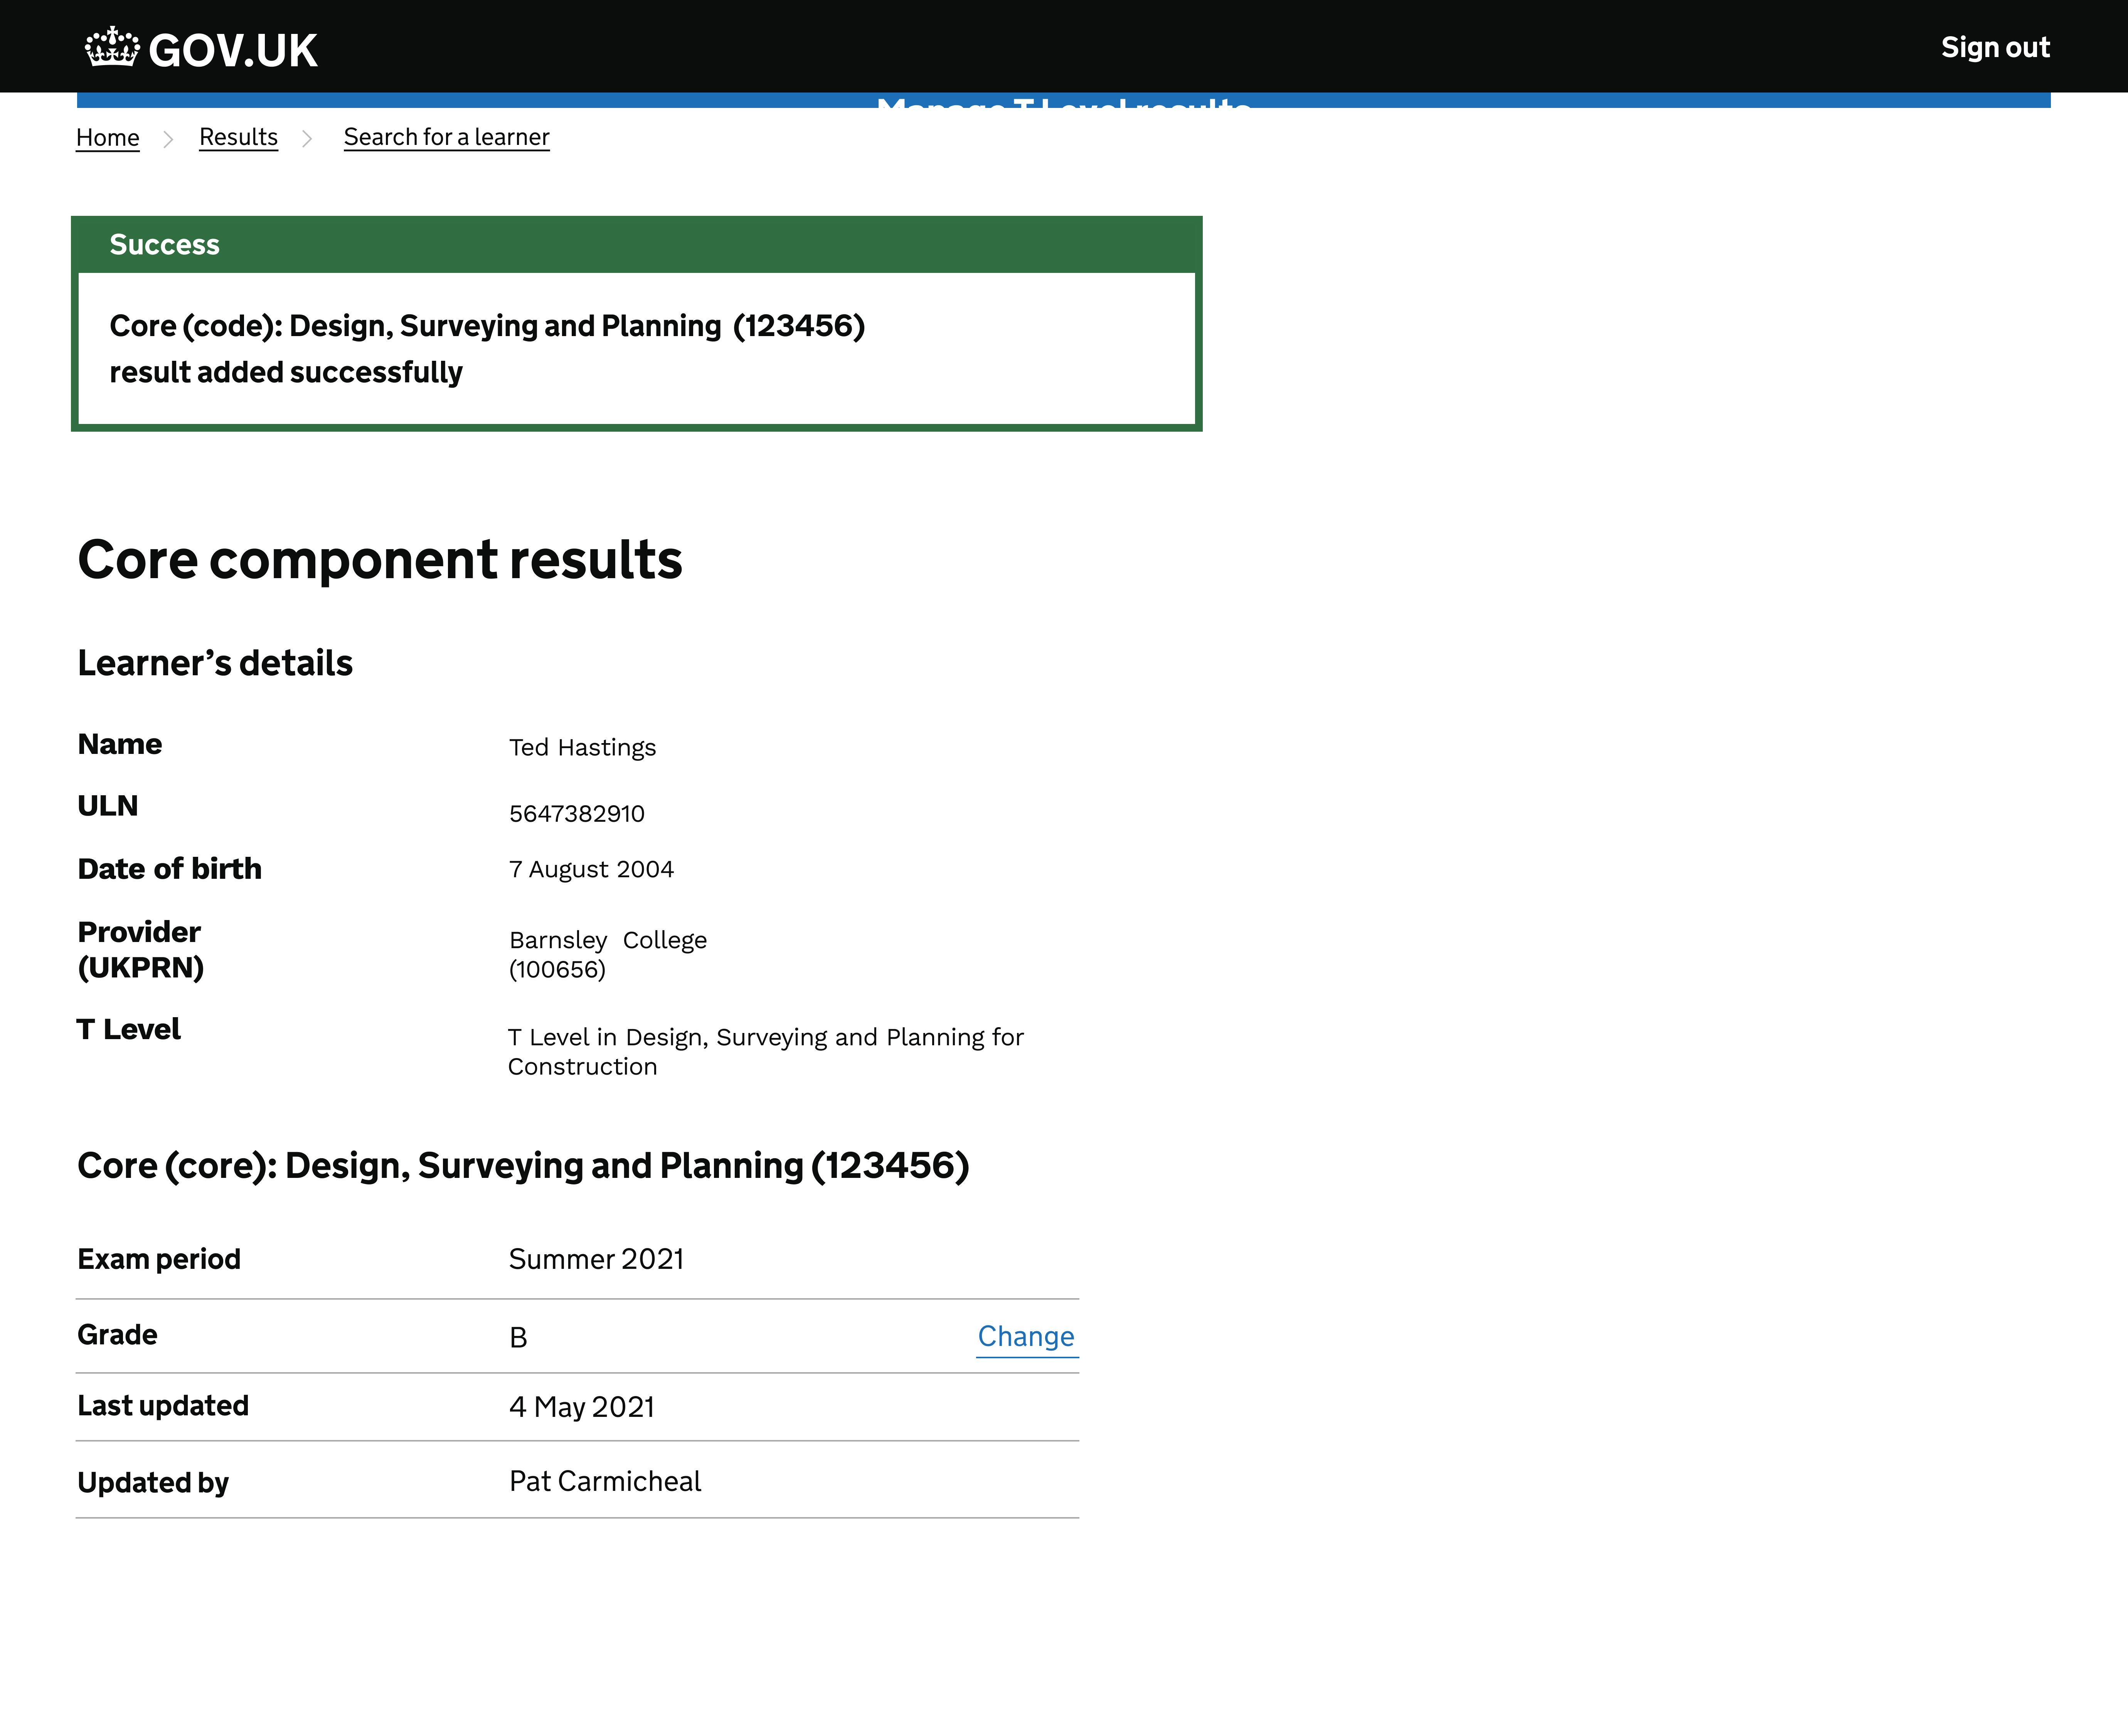 GOV.UK
Sign out
Manage T Level results
Home
Results
Search for a learner
Success
Core (code): Design, Surveying and Planning (123456)
result added successfully
Core component results
Learner’s details
Name
Ted Hastings
ULN
5647382910
Date of birth
7 August 2004
Provider
(UKPRN)
Barnsley College
(100656)
T Level
T Level in Design, Surveying and Planning for
Construction
Core (core): Design, Surveying and Planning (123456)
Exam period
Summer 2021
Grade
B
Change
Last updated
4 May 2021
Updated by
Pat Carmicheal